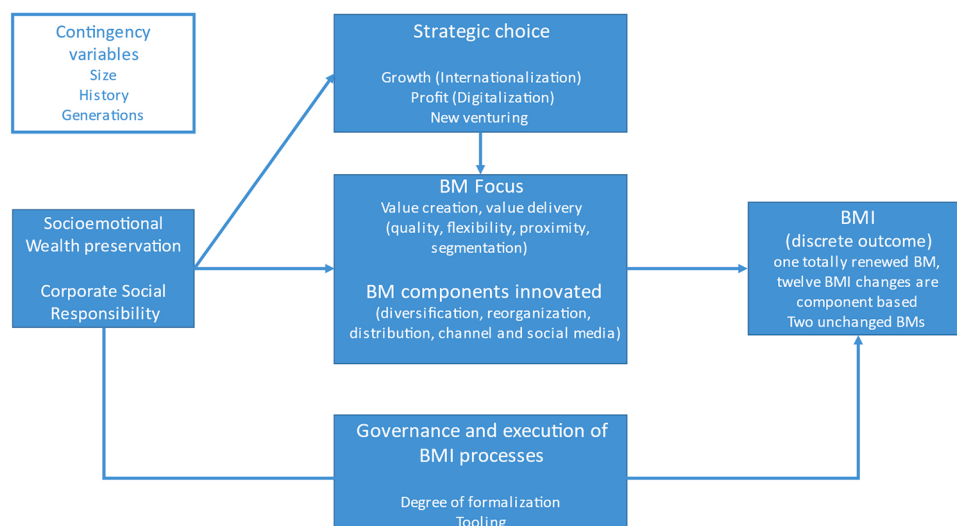 Contingency
variables
Size
History
Generations
Strategic choice
Growth (Internationalization)
Profit (Digitalization)
New venturing
BM Focus
Value creation, value delivery
(quality, flexibility, proximity,
segmentation)
BM components innovated
(diversification, reorganization,
distribution, channel and social media)
Socioemotional
Wealth preservation
Corporate Social
Responsibility
BMI
(discrete outcome)
one totally renewed BM,
twelve BMI changes are
component based
Two unchanged BMs
Governance and execution of
BMI processes
Degree of formalization
Tooling